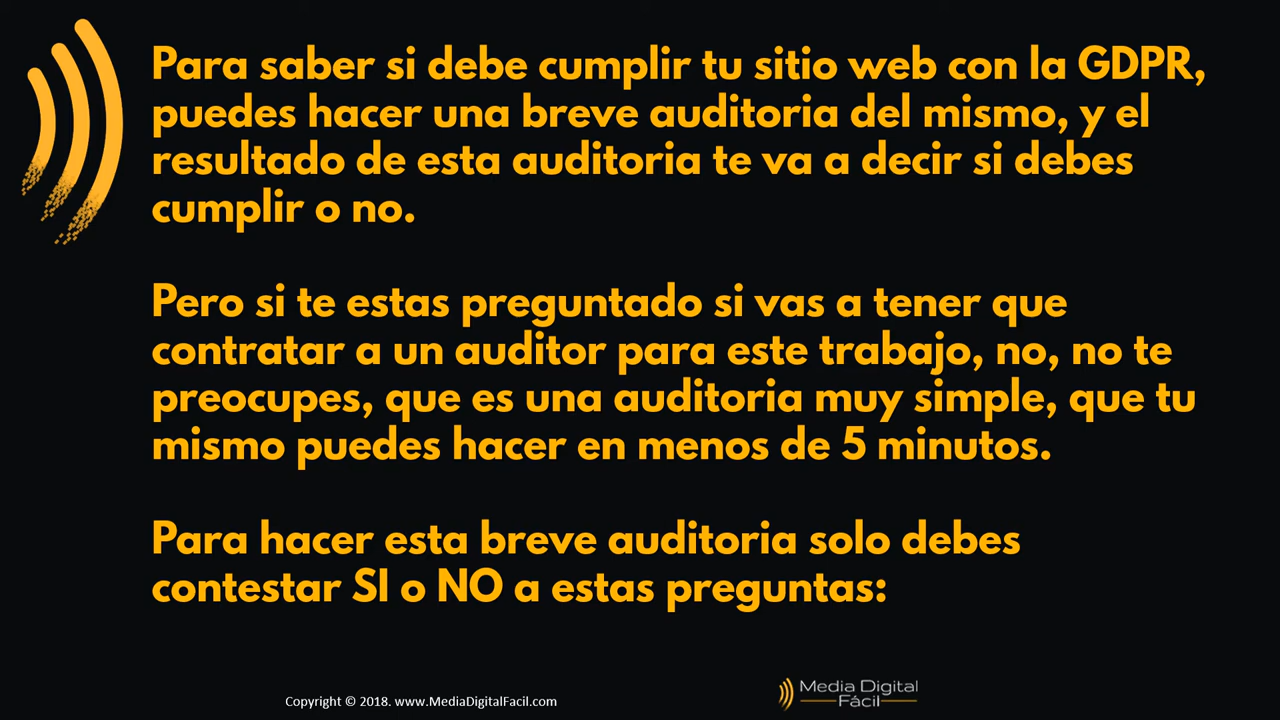 Para saber si debe cumplir tu sitio web con la GDPR,
puedes hacer una breve auditoria del mismo, y el
resultado de esta auditoria te va a decir si debes
cumplir o no.
Pero si te estas preguntado si vas a tener que
contratar a un auditor para este trabajo, no, no te
preocupes, que es una auditoria muy simple, que tu
mismo puedes hacer en menos de 5 minutos.
Para hacer esta breve auditoria solo debes
contestar SI o NO a estas preguntas:
Copyright © 2018. www.MediaDigitalFacil.com
Media Digital
Fácil